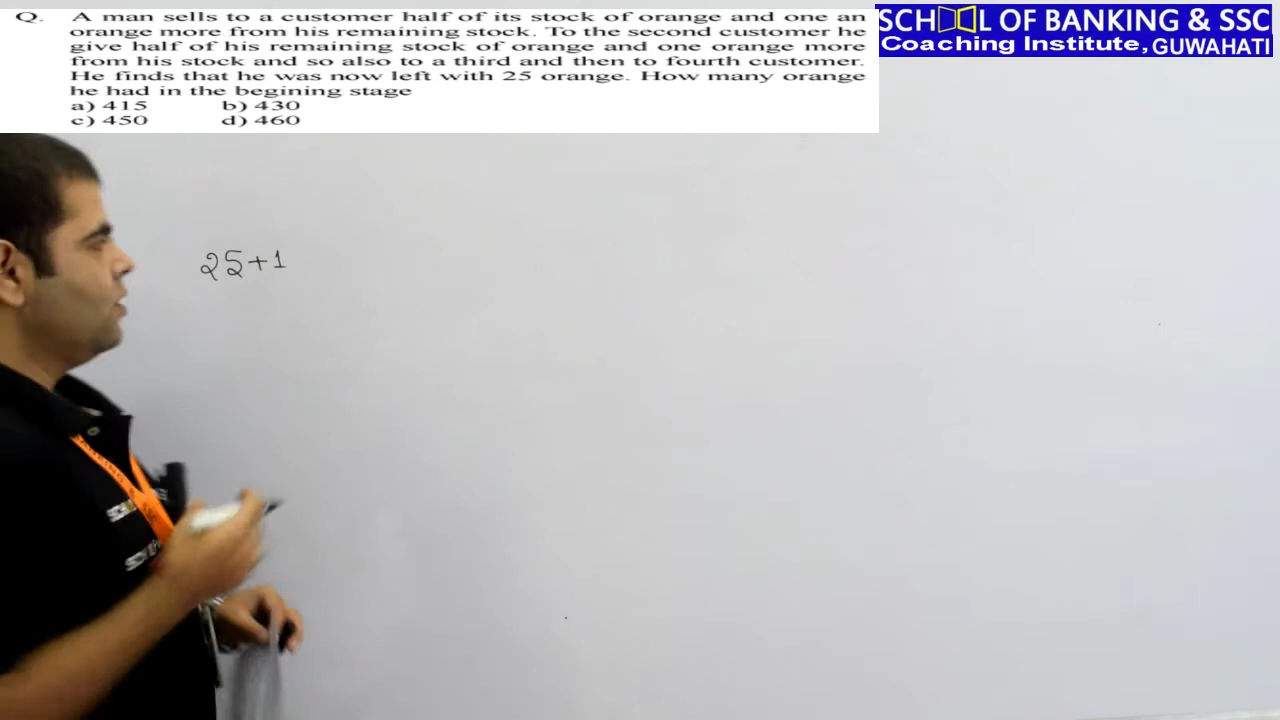 Q. A man sells to a customer half of its stock of orange and one an
orange more from his remaining stock. To the second customer he
give half of his remaining stock of orange and one orange more
from his stock and so also to a third and then to fourth customer.
He finds that he was now left with 25 orange. How many orange
he had in the begining stage
a) 415 b) 430
c) 450 d) 460
SCHOOL OF BANKING & SSC
Coaching Institute, GUWAHATI
25+1